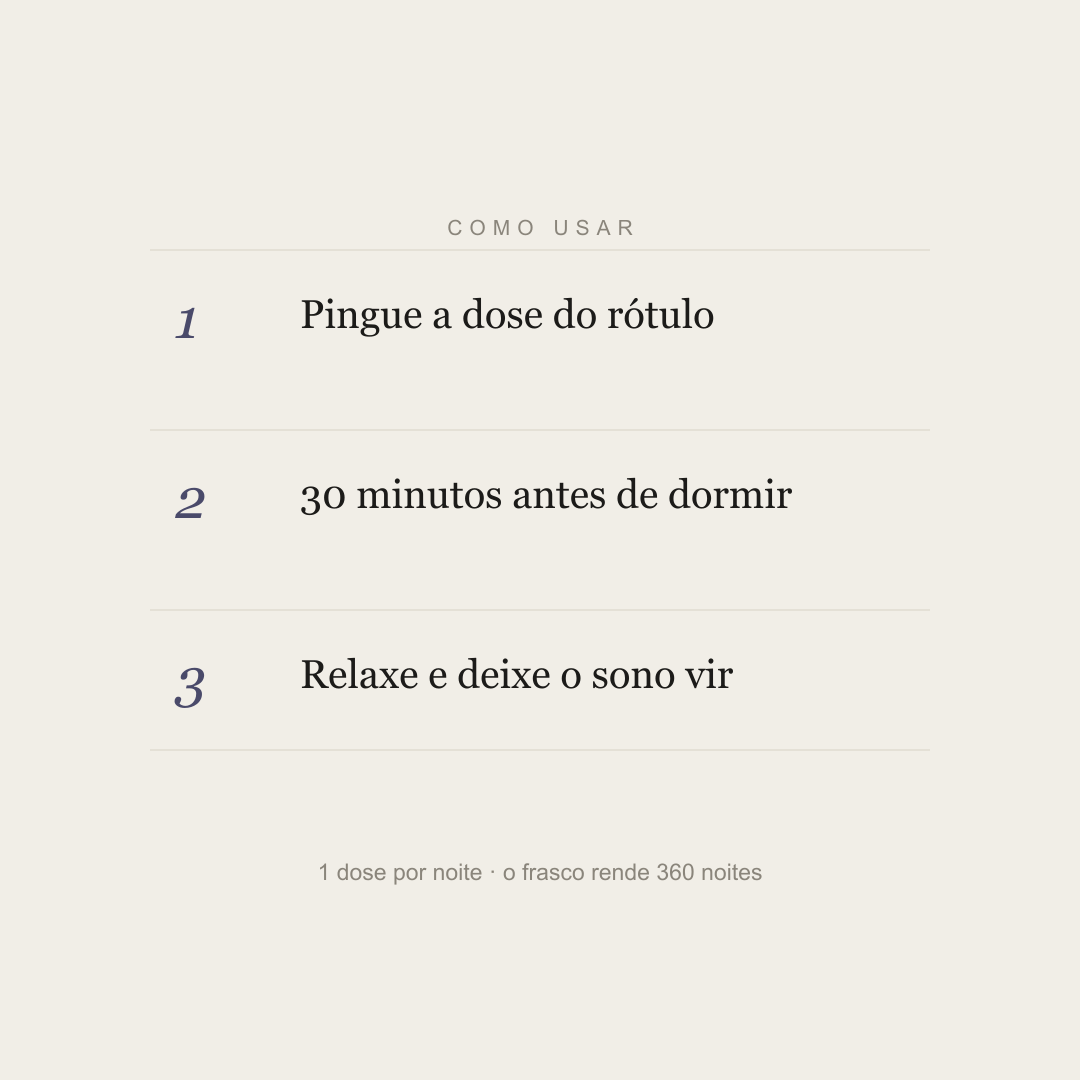 COMO USAR
1 Pingue a dose do rótulo
2 30 minutos antes de dormir
3 Relaxe e deixe o sono vir
1 dose por noite · o frasco rende 360 noites